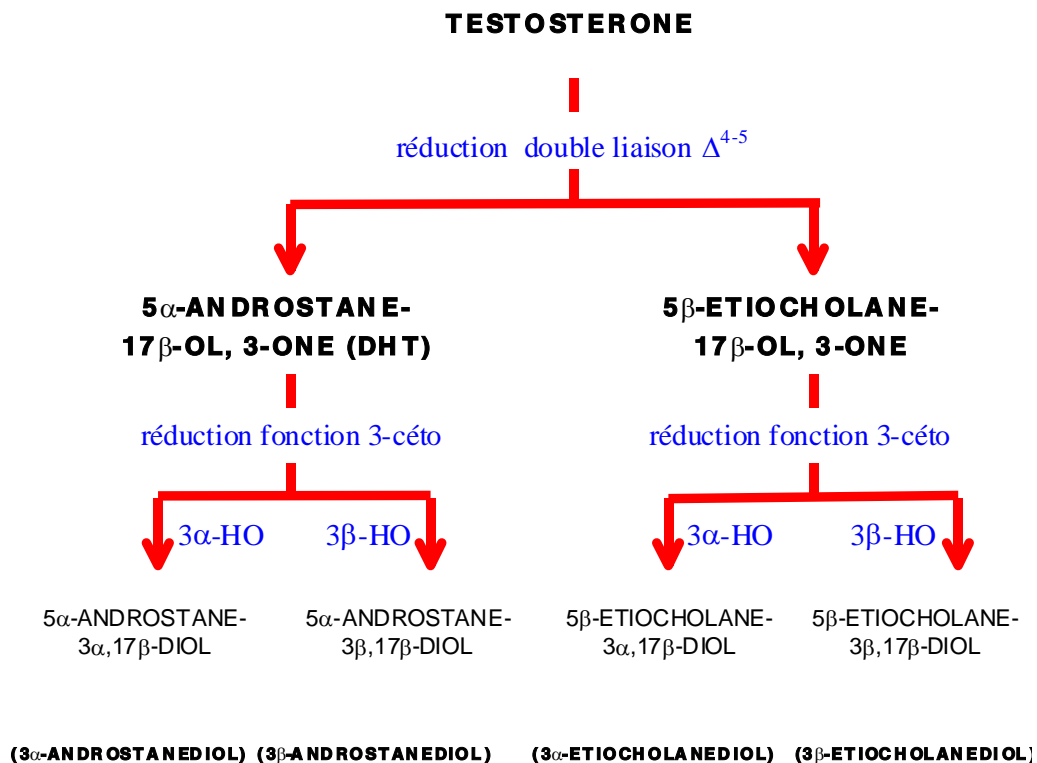 TESTOSTERONE
réduction double liaison Δ⁴⁻⁵
5α-ANDROSTANE-
17β-OL, 3-ONE (DHT)
5β-ETIOCHOLANE-
17β-OL, 3-ONE
réduction fonction 3-céto
réduction fonction 3-céto
3α-HO
3β-HO
3α-HO
3β-HO
5α-ANDROSTANE-
3α,17β-DIOL
5α-ANDROSTANE-
3β,17β-DIOL
5β-ETIOCHOLANE-
3α,17β-DIOL
5β-ETIOCHOLANE-
3β,17β-DIOL
(3α-ANDROSTANEDIOL)
(3β-ANDROSTANEDIOL)
(3α-ETIOCHOLANEDIOL)
(3β-ETIOCHOLANEDIOL)